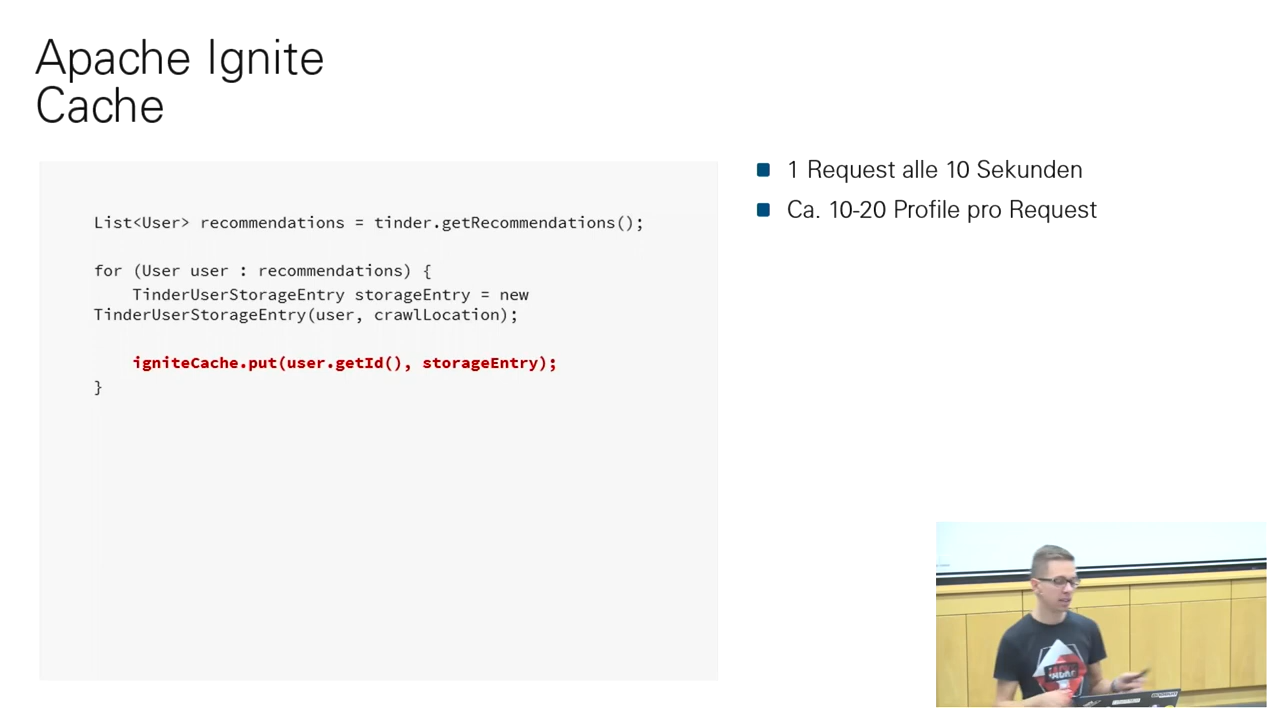 Apache Ignite
Cache
List<User> recommendations = tinder.getRecommendations();
for (User user : recommendations) {
TinderUserStorageEntry storageEntry = new
TinderUserStorageEntry(user, crawlLocation);
igniteCache.put(user.getId(), storageEntry);
}
1 Request alle 10 Sekunden
Ca. 10-20 Profile pro Request